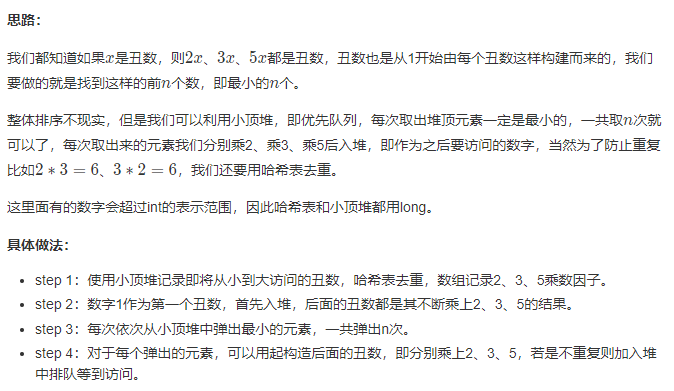 思路：
我们都知道如果x是丑数，则2x、3x、5x都是丑数，丑数也是从1开始由每个丑数这样构建而来的，我们
要做的就是找到这样的前n个数，即最小的n个。
整体排序不现实，但是我们可以利用小顶堆，即优先队列，每次取出堆顶元素一定是最小的，一共取n次就
可以了，每次取出来的元素我们分别乘2、乘3、乘5后入堆，即作为之后要访问的数字，当然为了防止重复
比如2 * 3 = 6、3 * 2 = 6，我们还要用哈希表去重。
这里面有的数字会超过int的表示范围，因此哈希表和小顶堆都用long。
具体做法：
• step 1：使用小顶堆记录即将从小到大访问的丑数，哈希表去重，数组记录2、3、5乘数因子。
• step 2：数字1作为第一个丑数，首先入堆，后面的丑数都是其不断乘上2、3、5的结果。
• step 3：每次依次从小顶堆中弹出最小的元素，一共弹出n次。
• step 4：对于每个弹出的元素，可以用起构造后面的丑数，即分别乘上2、3、5，若是不重复则加入堆
中排队等到访问。